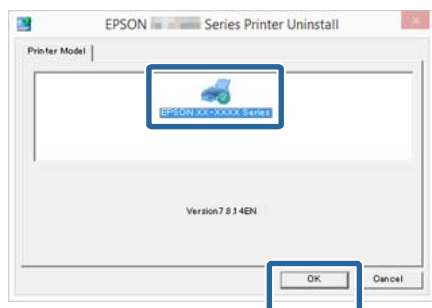 EPSON Series Printer Uninstall
Printer Model
EPSON XX-XXXX Series
Version7.8.14EN
OK
Cancel